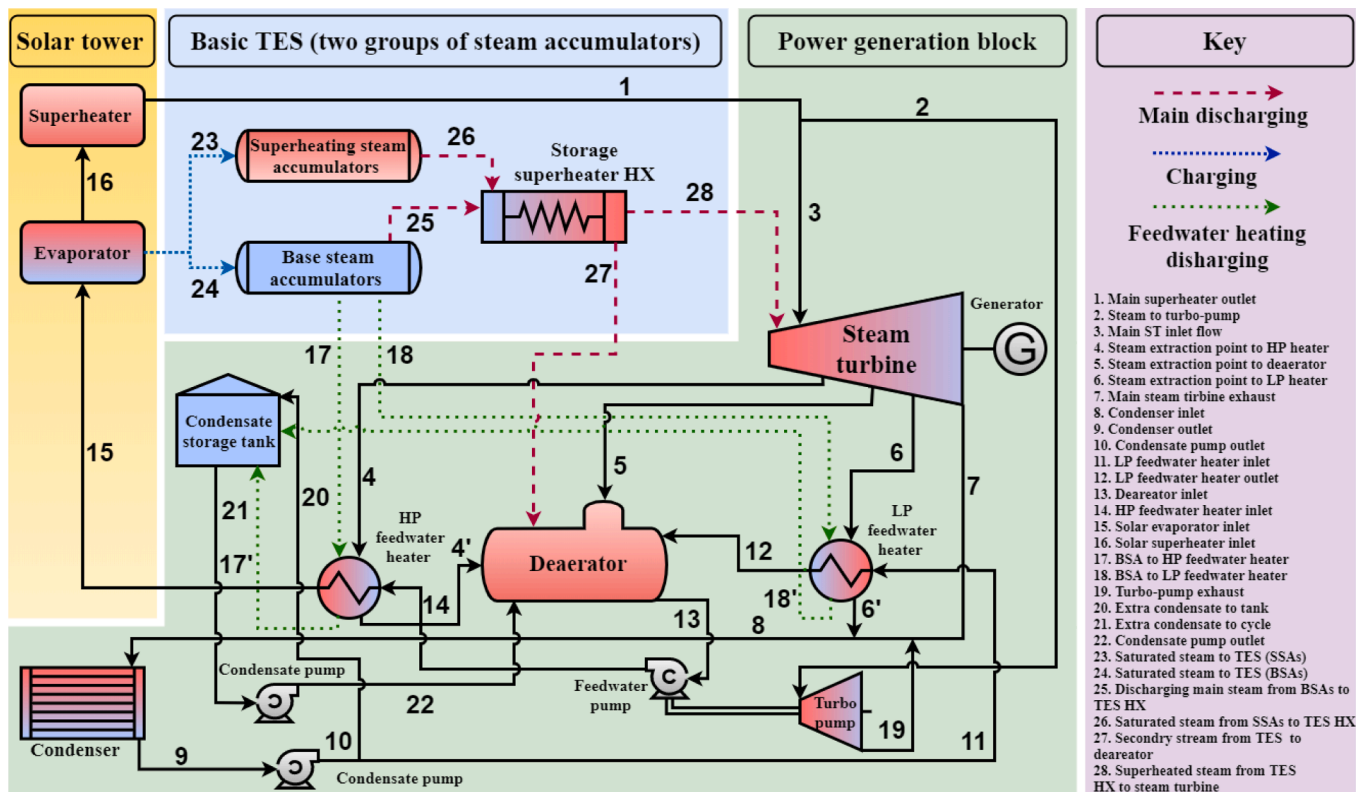 Solar tower
Basic TES (two groups of steam accumulators)
Power generation block
Key
1
2
Superheater
23
Superheating steam
accumulators
26
Storage
superheater HX
Main discharging
16
Charging
25
28
3
Evaporator
Base steam
accumulators
24
27
Feedwater heating
disharging
17
18
Steam
turbine
Generator
G
Condensate
storage tank
15
4
5
6
7
21
20
HP
feedwater
heater
LP
feedwater
heater
17'
4'
Deaerator
12
14
18'
6'
13
8
Condensate pump
C
22
Feedwater
pump
C
Turbo
pump
19
Condenser
9
10
C
Condensate pump
11
1. Main superheater outlet
2. Steam to turbo-pump
3. Main ST inlet flow
4. Steam extraction point to HP heater
5. Steam extraction point to deaerator
6. Steam extraction point to LP heater
7. Main steam tirbine exhaust
8. Condenser inlet
9. Condenser outlet
10. Condensate pump outlet
11. LP feedwater heater inlet
12. LP feedwater heater outlet
13. Deareator inlet
14. HP feedwater heater inlet
15. Solar evaporator inlet
16. Solar superheater inlet
17. BSA to HP feedwater heater
18. BSA to LP feedwater heater
19. Turbo-pump exhaust
20. Extra condensate to tank
21. Extra condensate to cycle
22. Condensate pump outlet
23. Saturated steam to TES (SSAs)
24. Saturated steam to TES (BSAs)
25. Discharging main steam from BSAs to
TES HX
26. Saturated steam from SSAs to TES HX
27. Secondry stream from TES to
deareator
28. Superheated steam from TES
HX to steam turbine